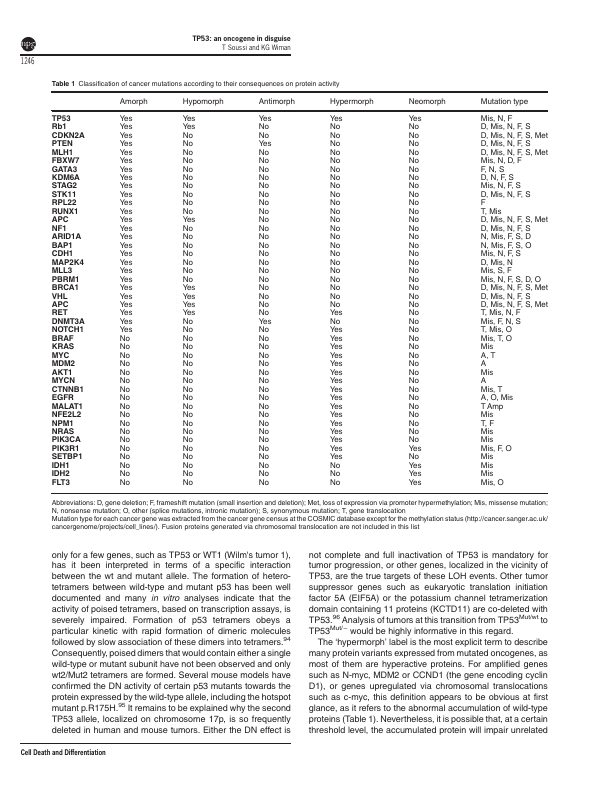 npg
TP53: an oncogene in disguise
T Soussi and KG Wiman
1246
Table 1 Classification of cancer mutations according to their consequences on protein activity
Amorph Hypomorph Antimorph Hypermorph Neomorph Mutation type
TP53 Yes Yes Yes Yes Yes Mis, N, F
Rb1 Yes Yes No No No D, Mis, N, F, S
CDKN2A Yes No No No No D, Mis, N, F, S, Met
PTEN Yes No Yes No No D, Mis, N, F, S
MLH1 Yes No No No No D, Mis, N, F, S, Met
FBXW7 Yes No No No No Mis, N, D, F
GATA3 Yes No No No No F, N, S
KDM6A Yes No No No No D, N, F, S
STAG2 Yes No No No No Mis, N, F, S
STK11 Yes No No No No D, Mis, N, F, S
RPL22 Yes No No No No F
RUNX1 Yes No No No No T, Mis
APC Yes Yes No No No D, Mis, N, F, S, Met
NF1 Yes No No No No D, Mis, N, F, S
ARID1A Yes No No No No N, Mis, F, S, D
BAP1 Yes No No No No N, Mis, F, S, O
CDH1 Yes No No No No Mis, N, F, S
MAP2K4 Yes No No No No D, Mis, N
MLL3 Yes No No No No Mis, S, F
PBRM1 Yes No No No No Mis, N, F, S, D, O
BRCA1 Yes Yes No No No D, Mis, N, F, S, Met
VHL Yes Yes No No No D, Mis, N, F, S
APC Yes Yes No No No D, Mis, N, F, S, Met
RET Yes Yes No Yes No T, Mis, N, F
DNMT3A Yes No Yes No No Mis, F, N, S
NOTCH1 Yes No No Yes No T, Mis, O
BRAF No No No Yes No Mis, T, O
KRAS No No No Yes No Mis
MYC No No No Yes No A, T
MDM2 No No No Yes No A
AKT1 No No No Yes No Mis
MYCN No No No Yes No A
CTNNB1 No No No Yes No Mis, T
EGFR No No No Yes No A, O, Mis
MALAT1 No No No Yes No T Amp
NFE2L2 No No No Yes No Mis
NPM1 No No No Yes No T, F
NRAS No No No Yes No Mis
PIK3CA No No No Yes No Mis
PIK3R1 No No No Yes Yes Mis, F, O
SETBP1 No No No Yes No Mis
IDH1 No No No No Yes Mis
IDH2 No No No No Yes Mis
FLT3 No No No No Yes Mis, O
Abbreviations: D, gene deletion; F, frameshift mutation (small insertion and deletion); Met, loss of expression via promoter hypermethylation; Mis, missense mutation;
N, nonsense mutation; O, other (splice mutations, intronic mutation); S, synonymous mutation; T, gene translocation
Mutation type for each cancer gene was extracted from the cancer gene census at the COSMIC database except for the methylation status (http://cancer.sanger.ac.uk/
cancergenome/projects/cell_lines/). Fusion proteins generated via chromosomal translocation are not included in this list
only for a few genes, such as TP53 or WT1 (Wilm's tumor 1),
has it been interpreted in terms of a specific interaction
between the wt and mutant allele. The formation of hetero-
tetramers between wild-type and mutant p53 has been well
documented and many in vitro analyses indicate that the
activity of poised tetramers, based on transcription assays, is
severely impaired. Formation of p53 tetramers obeys a
particular kinetic with rapid formation of dimeric molecules
followed by slow association of these dimers into tetramers.94
Consequently, poised dimers that would contain either a single
wild-type or mutant subunit have not been observed and only
wt2/Mut2 tetramers are formed. Several mouse models have
confirmed the DN activity of certain p53 mutants towards the
protein expressed by the wild-type allele, including the hotspot
mutant p.R175H.95 It remains to be explained why the second
TP53 allele, localized on chromosome 17p, is so frequently
deleted in human and mouse tumors. Either the DN effect is
not complete and full inactivation of TP53 is mandatory for
tumor progression, or other genes, localized in the vicinity of
TP53, are the true targets of these LOH events. Other tumor
suppressor genes such as eukaryotic translation initiation
factor 5A (EIF5A) or the potassium channel tetramerization
domain containing 11 proteins (KCTD11) are co-deleted with
TP53.96 Analysis of tumors at this transition from TP53Mut/wt to
TP53Mut/− would be highly informative in this regard.
The 'hypermorph' label is the most explicit term to describe
many protein variants expressed from mutated oncogenes, as
most of them are hyperactive proteins. For amplified genes
such as N-myc, MDM2 or CCND1 (the gene encoding cyclin
D1), or genes upregulated via chromosomal translocations
such as c-myc, this definition appears to be obvious at first
glance, as it refers to the abnormal accumulation of wild-type
proteins (Table 1). Nevertheless, it is possible that, at a certain
threshold level, the accumulated protein will impair unrelated
Cell Death and Differentiation